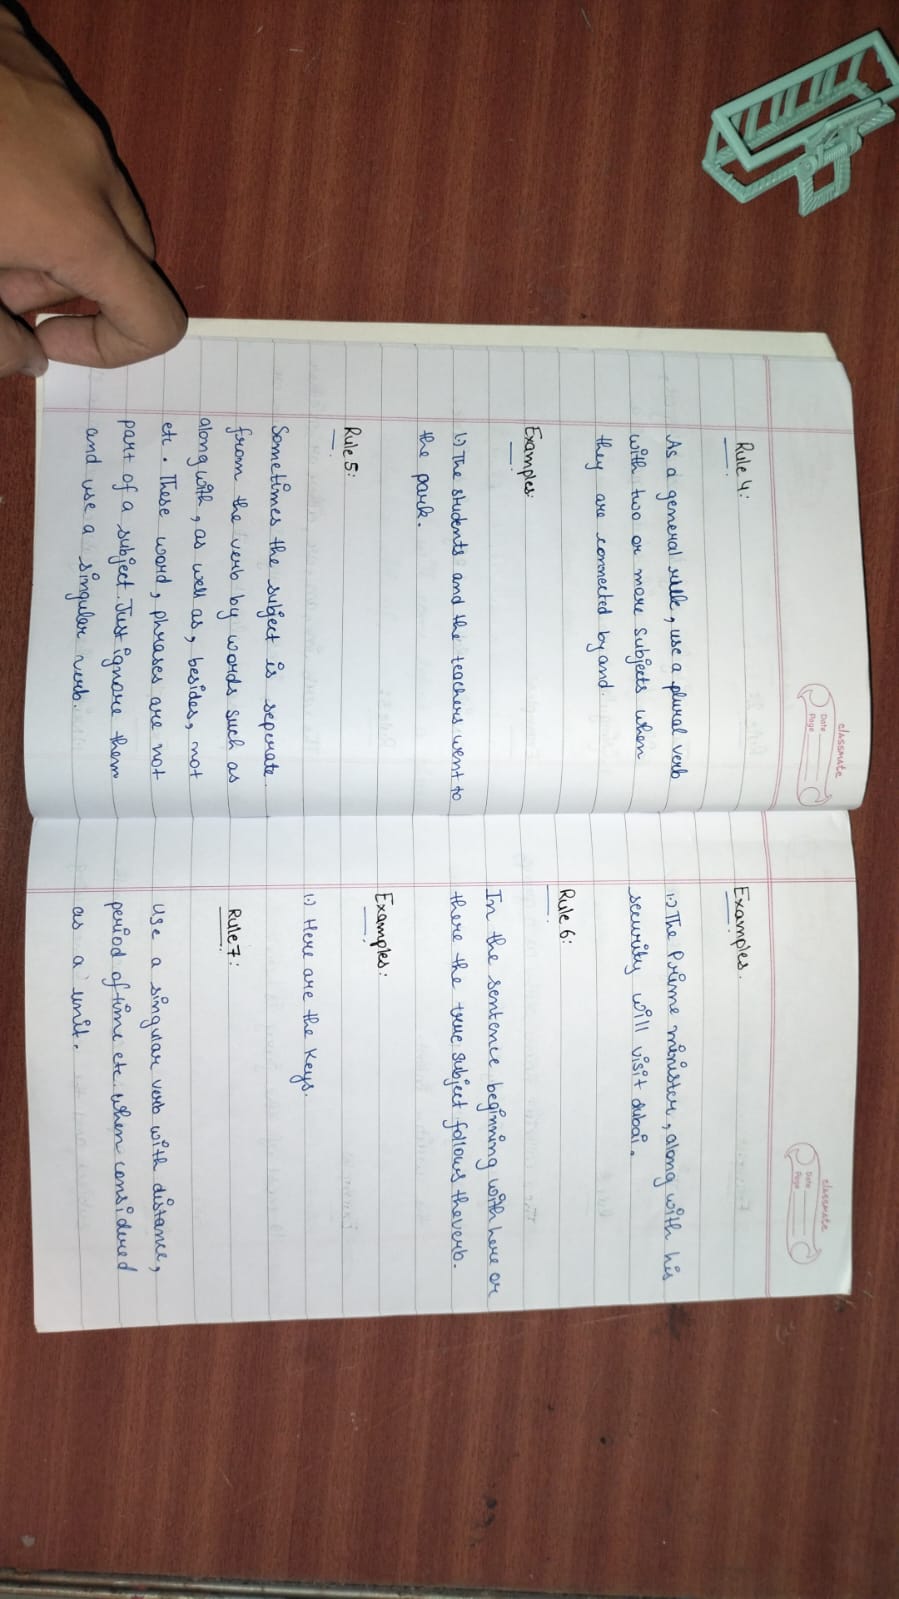 classmate
Date
Page
Rule 4:
As a general rulle, use a plural verb
with two or more subjects when
they are connected by and.
Examples:
1.) The students and the teachers went to
the park.
Rule 5:
Sometimes the subject is seperate
from the verb by words such as
along with, as well as, besides, not
etc. These word, phrases are not
part of a subject. Just ignore them
and use a singular verb.
classmate
Date
Page
Examples.
1.) The Prime minister, along with his
security will visit dubai.
Rule 6:
In the sentence beginning with here or
there the true subject follows the verb.
Examples:
1.) Here are the Keys.
Rule 7:
Use a singular verb with distance,
period of time etc. when considered
as a unit.